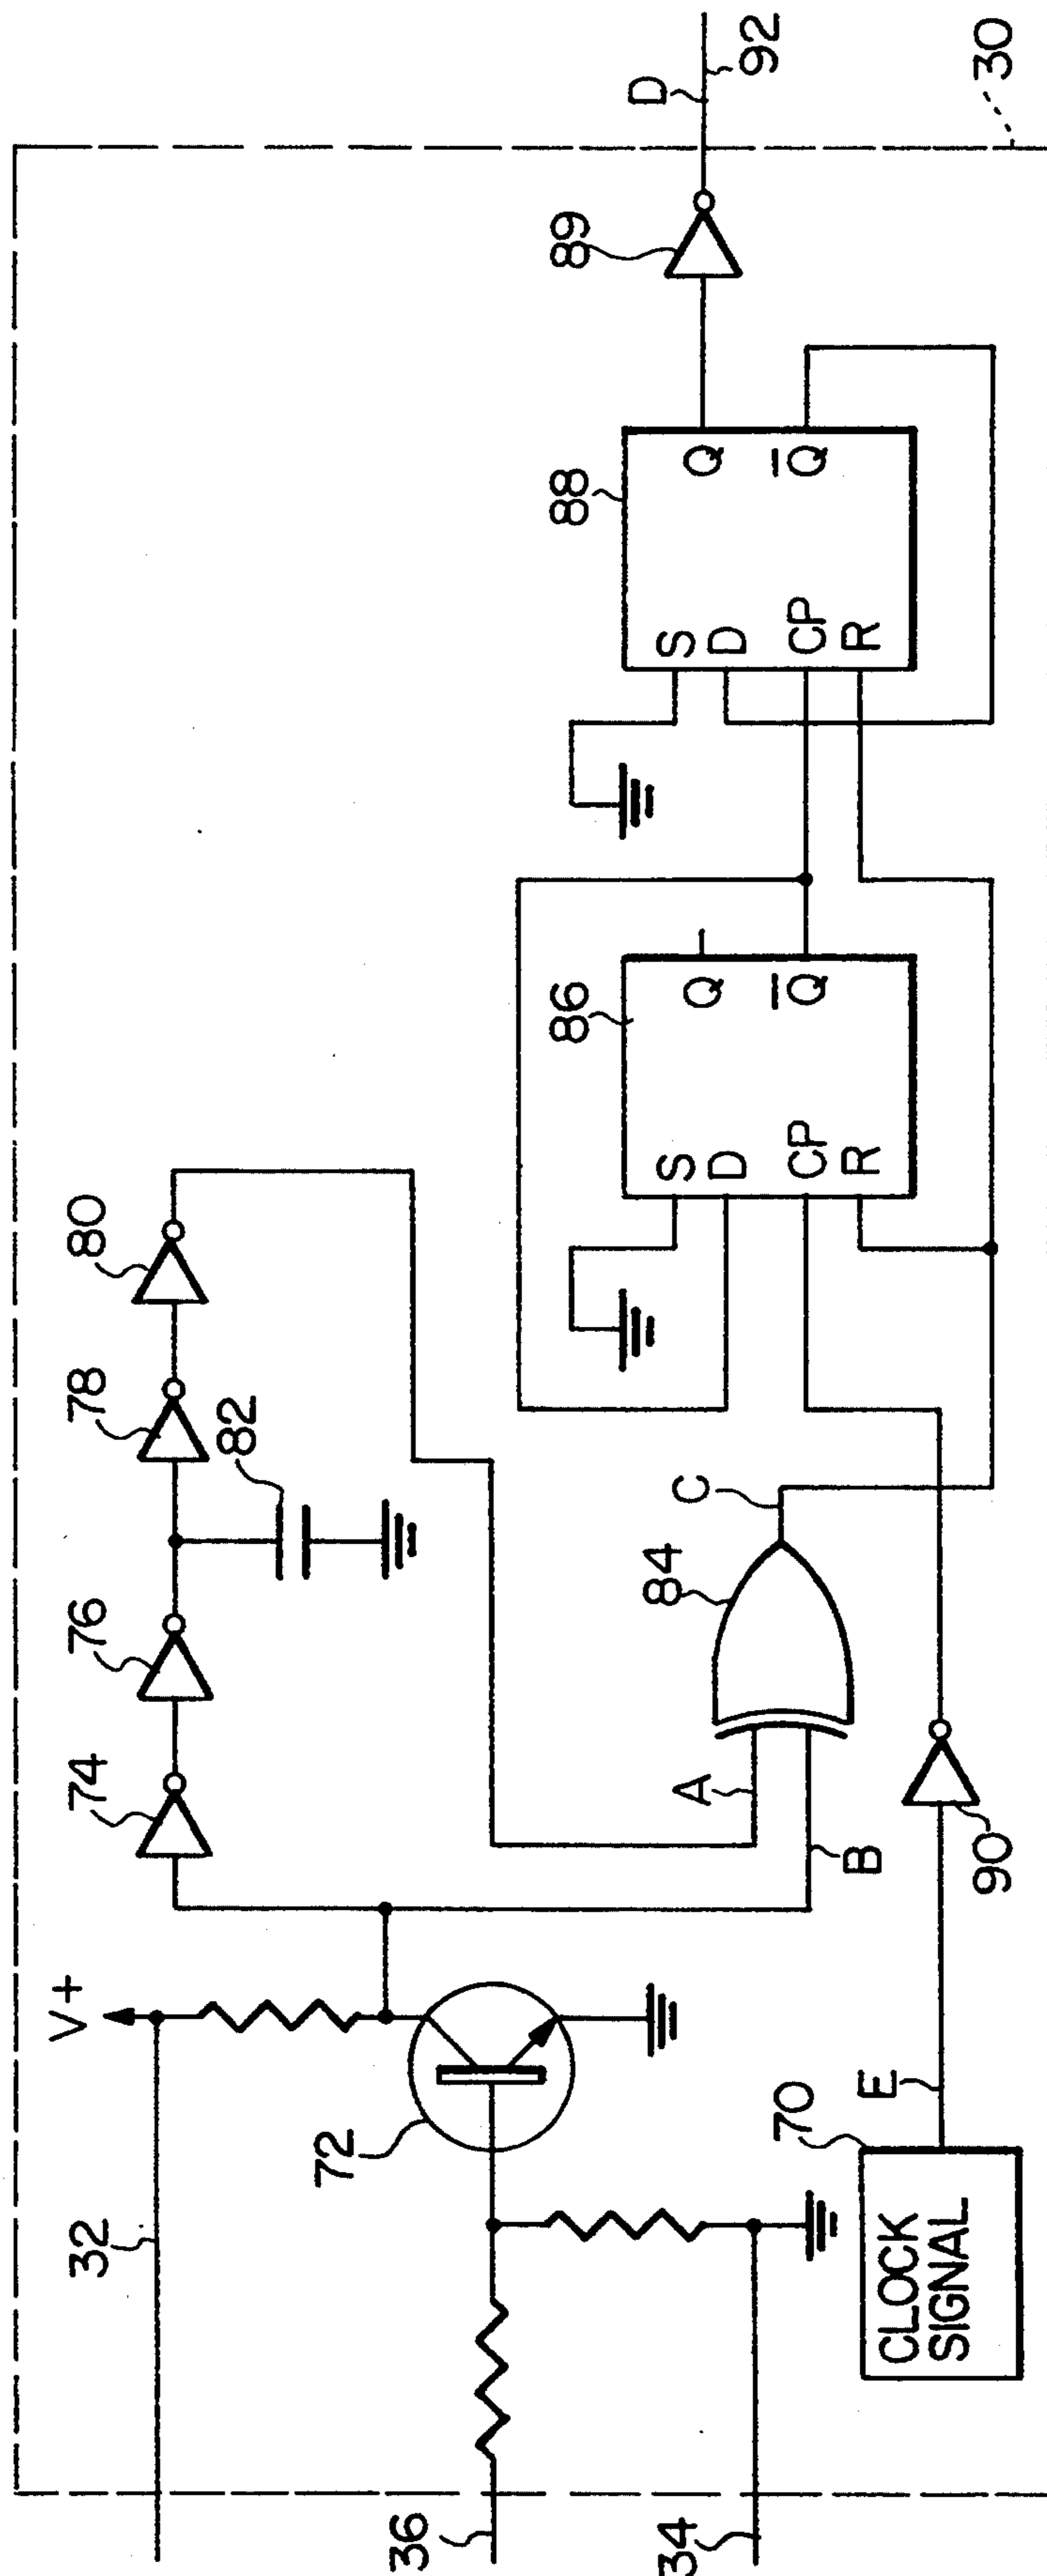 30
32
V+
74
76
78
80
82
36
72
34
A
B
84
C
86
S
D
CP
R
Q
Q̅
88
S
D
CP
R
Q
Q̅
89
D
92
70
CLOCK
SIGNAL
E
90